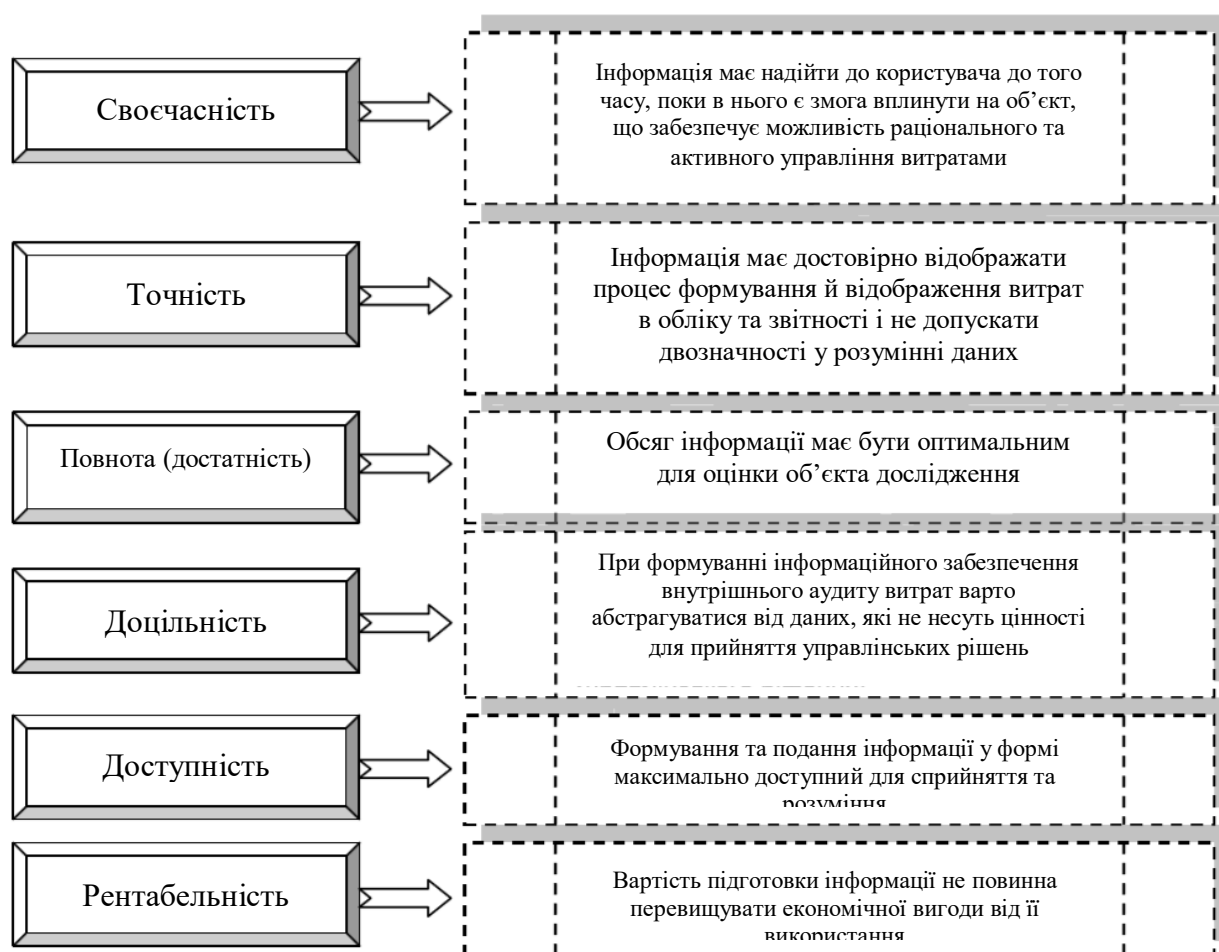 Своєчасність
Інформація має надійти до користувача до того
часу, поки в нього є змога вплинути на об’єкт,
що забезпечує можливість раціонального та
активного управління витратами
Точність
Інформація має достовірно відображати
процес формування й відображення витрат
в обліку та звітності і не допускати
двозначності у розумінні даних
Повнота (достатність)
Обсяг інформації має бути оптимальним
для оцінки об’єкта дослідження
Доцільність
При формуванні інформаційного забезпечення
внутрішнього аудиту витрат варто
абстрагуватися від даних, які не несуть цінності
для прийняття управлінських рішень
Доступність
Формування та подання інформації у формі
максимально доступний для сприйняття та
розуміння
Рентабельність
Вартість підготовки інформації не повинна
перевищувати економічної вигоди від її
використання